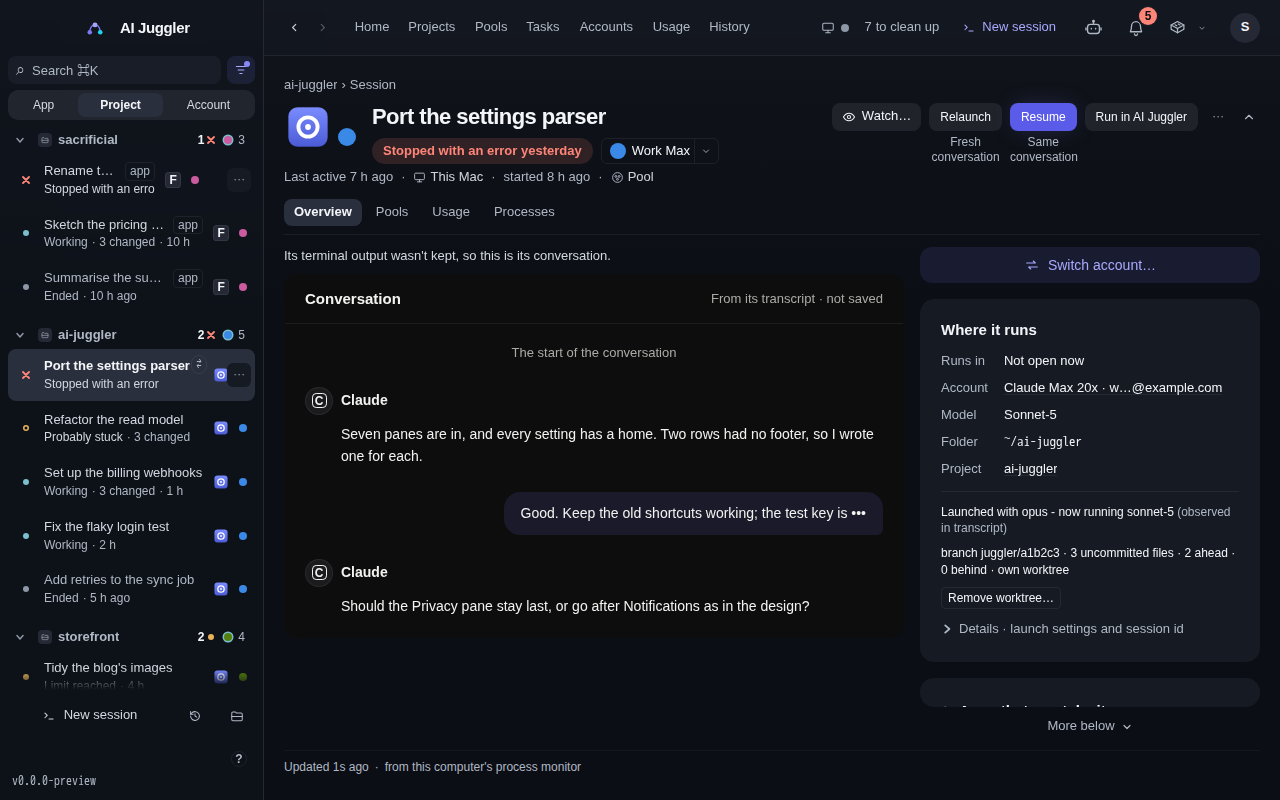 AI Juggler
Search ⌘K
App Project Account
sacrificial 1 3
Rename t… app F
Stopped with an erro
Sketch the pricing … app F
Working · 3 changed · 10 h
Summarise the su… app F
Ended · 10 h ago
ai-juggler 2 5
Port the settings parser
Stopped with an error
Refactor the read model
Probably stuck · 3 changed
Set up the billing webhooks
Working · 3 changed · 1 h
Fix the flaky login test
Working · 2 h
Add retries to the sync job
Ended · 5 h ago
storefront 2 4
Tidy the blog's images
Limit reached · 4 h
New session
?
v0.0.0-preview
Home Projects Pools Tasks Accounts Usage History
7 to clean up
New session
5
S
ai-juggler › Session
Port the settings parser
Stopped with an error yesterday
Work Max
Last active 7 h ago · This Mac · started 8 h ago · Pool
Watch… Relaunch Resume Run in AI Juggler …
Fresh conversation
Same conversation
Overview Pools Usage Processes
Its terminal output wasn't kept, so this is its conversation.
Conversation From its transcript · not saved
The start of the conversation
C Claude
Seven panes are in, and every setting has a home. Two rows had no footer, so I wrote
one for each.
Good. Keep the old shortcuts working; the test key is •••
C Claude
Should the Privacy pane stay last, or go after Notifications as in the design?
Switch account…
Where it runs
Runs in Not open now
Account Claude Max 20x · w…@example.com
Model Sonnet-5
Folder ~/ai-juggler
Project ai-juggler
Launched with opus - now running sonnet-5 (observed
in transcript)
branch juggler/a1b2c3 · 3 uncommitted files · 2 ahead ·
0 behind · own worktree
Remove worktree…
Details · launch settings and session id
More below
Updated 1s ago · from this computer's process monitor